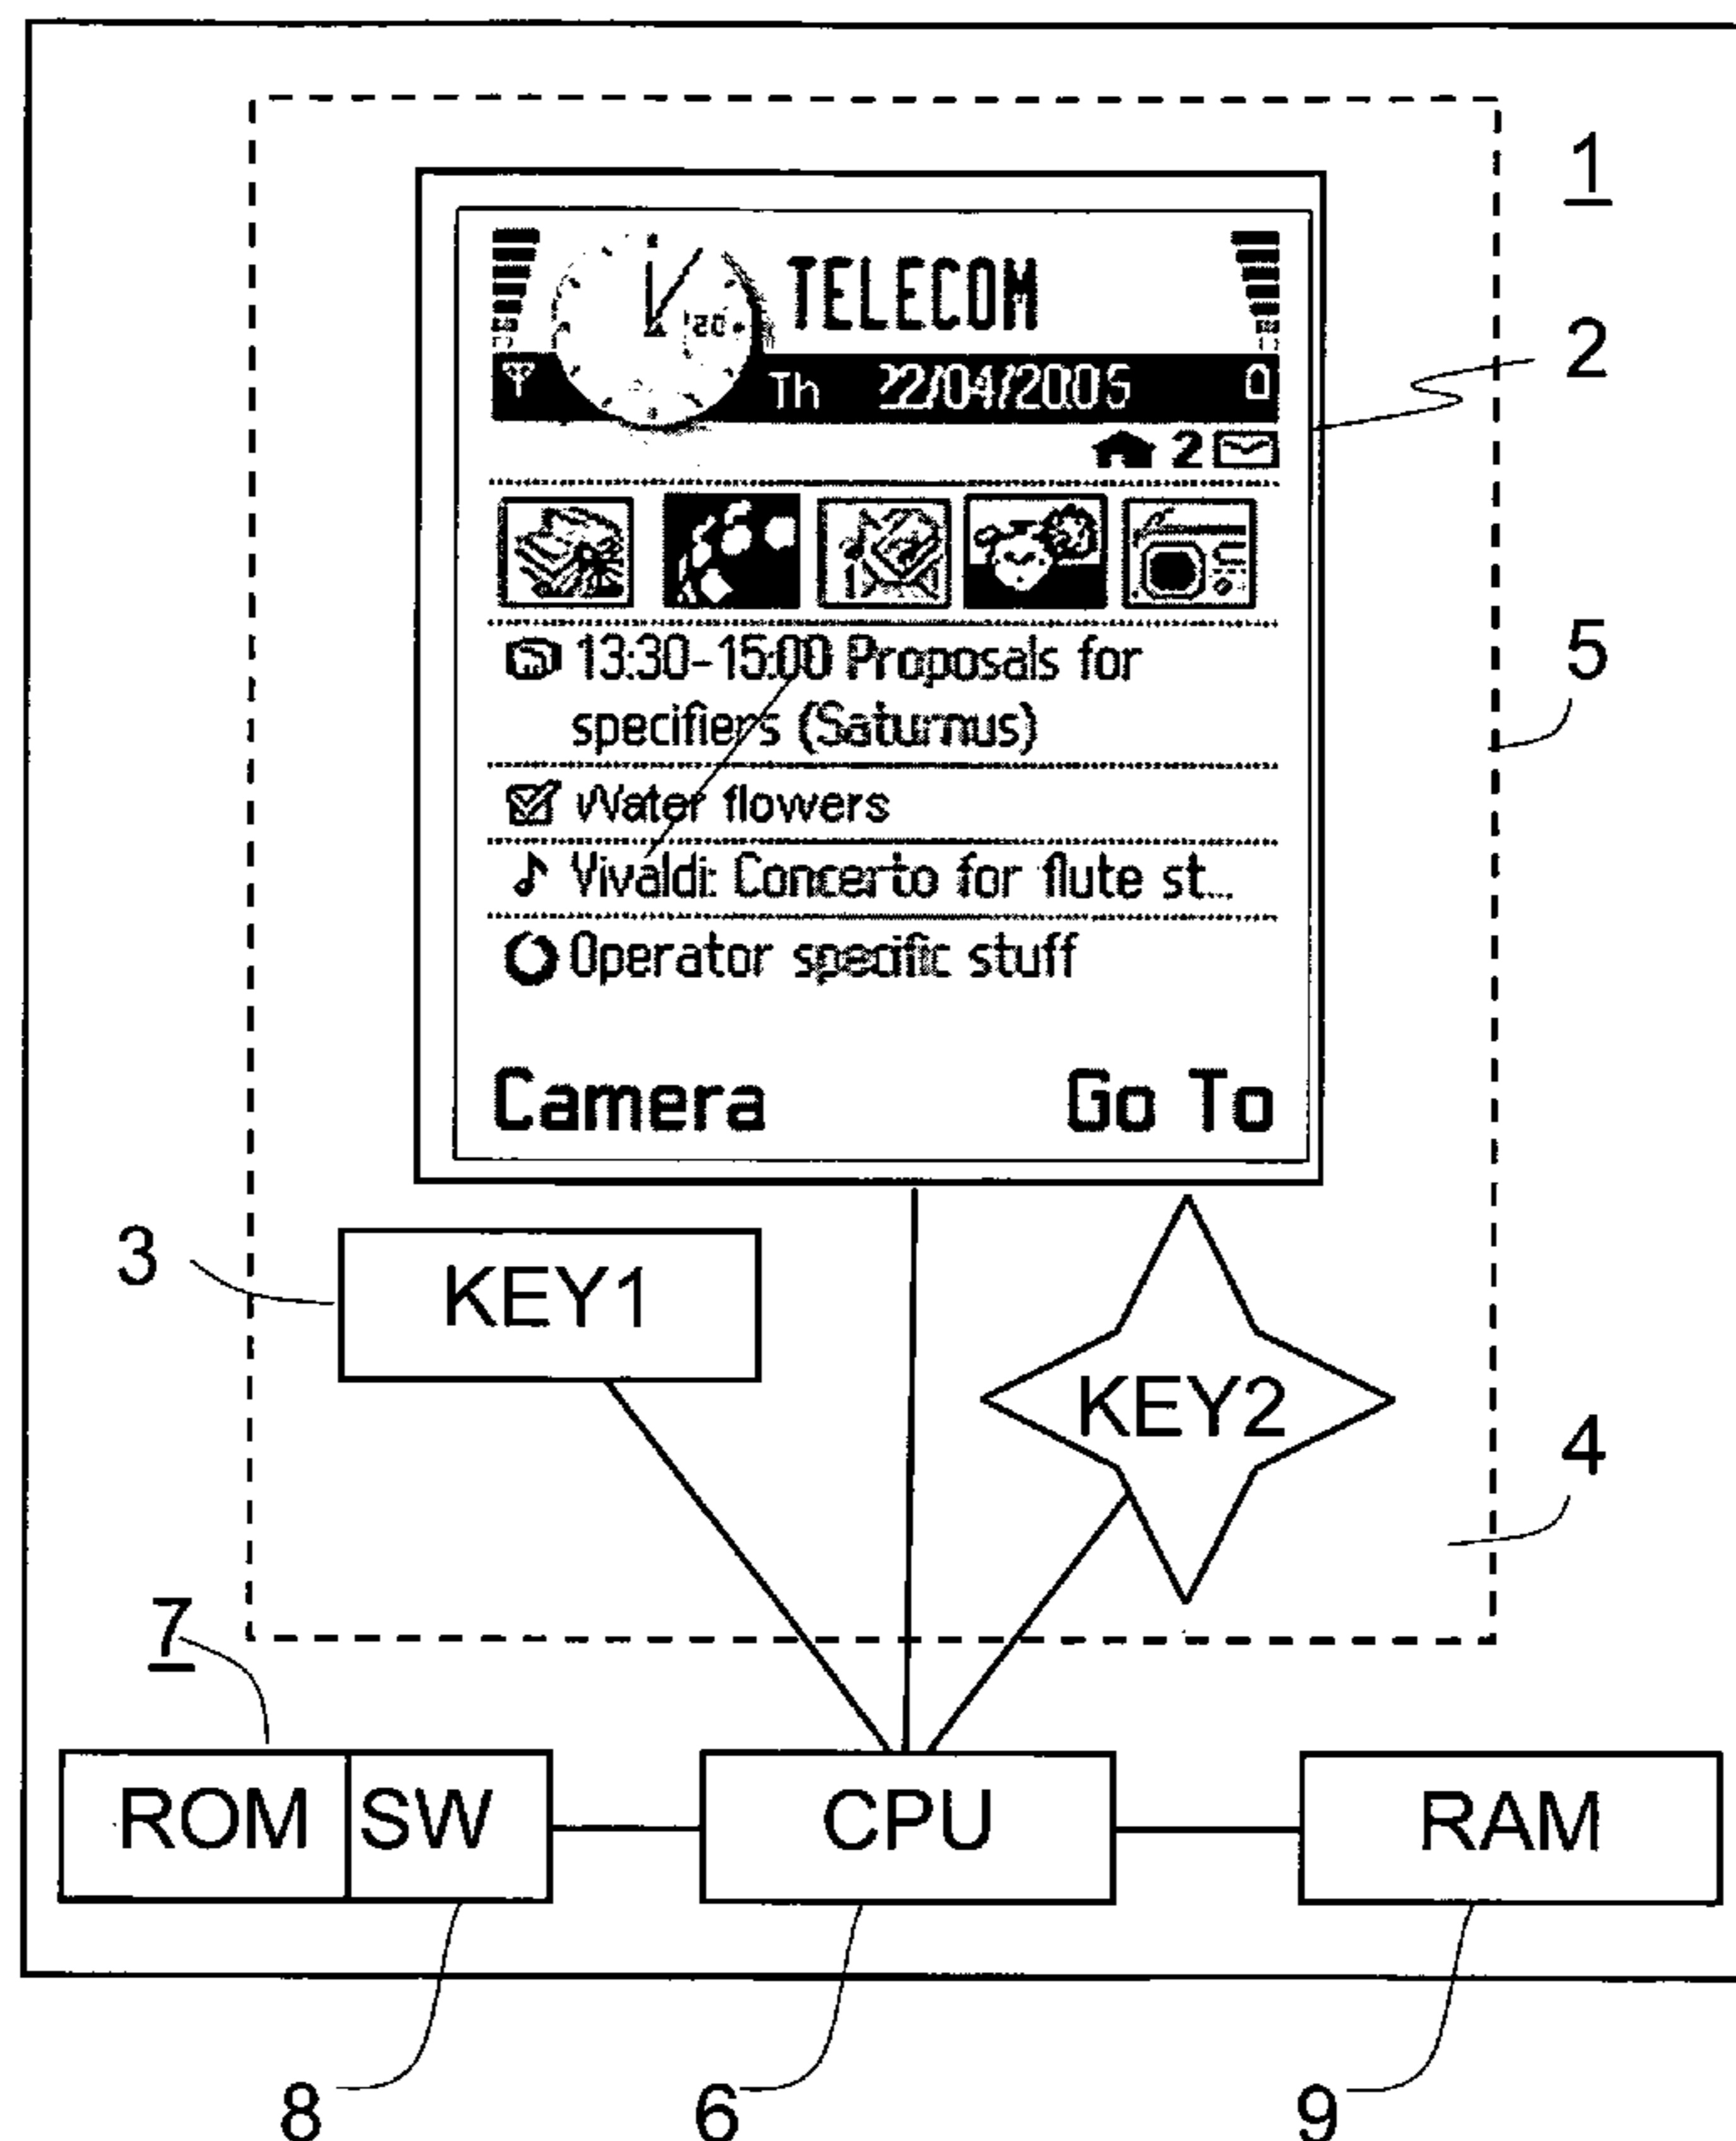 1
TELECOM
Th 22/04/2005
2
2
13:30-15:00 Proposals for
specifiers (Saturnus)
5
Water flowers
Vivaldi: Concerto for flute st...
Operator specific stuff
Camera Go To
3
KEY1
KEY2
4
7
ROM SW CPU RAM
8 6 9